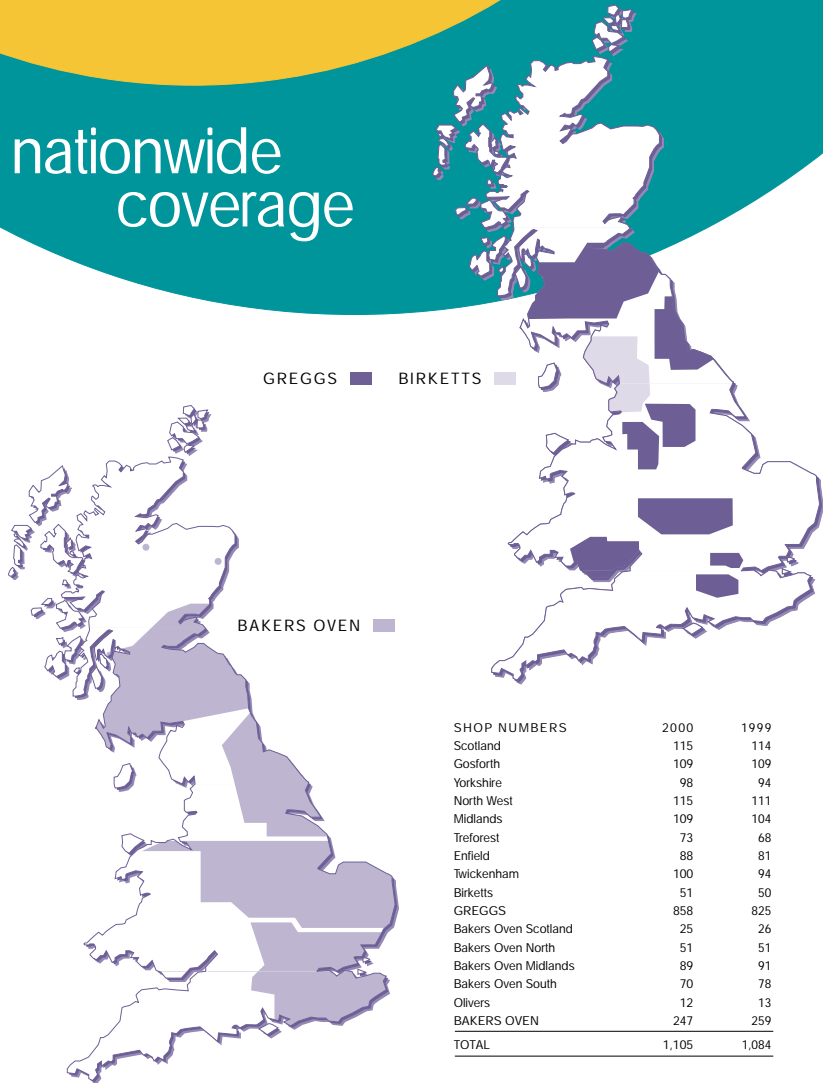 nationwide
coverage
GREGGS BIRKETTS
BAKERS OVEN
SHOP NUMBERS 2000 1999
Scotland 115 114
Gosforth 109 109
Yorkshire 98 94
North West 115 111
Midlands 109 104
Treforest 73 68
Enfield 88 81
Twickenham 100 94
Birketts 51 50
GREGGS 858 825
Bakers Oven Scotland 25 26
Bakers Oven North 51 51
Bakers Oven Midlands 89 91
Bakers Oven South 70 78
Olivers 12 13
BAKERS OVEN 247 259
TOTAL 1,105 1,084